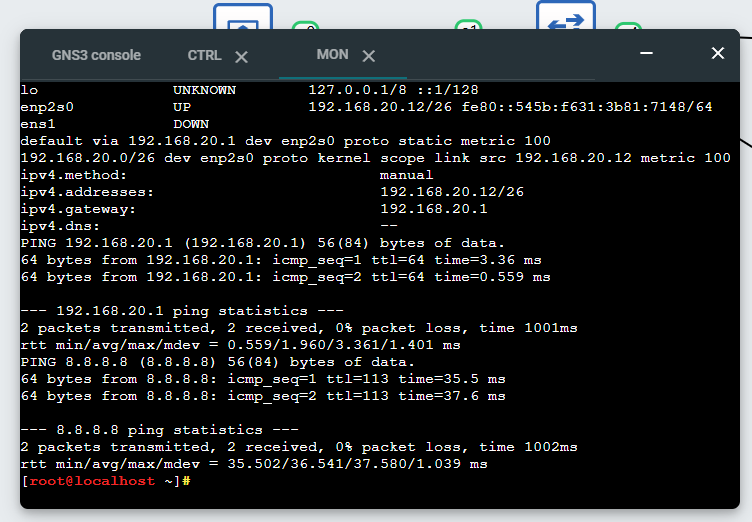 GNS3 console CTRL MON
lo UNKNOWN 127.0.0.1/8 ::1/128
enp2s0 UP 192.168.20.12/26 fe80::545b:f631:3b81:7148/64
ens1 DOWN
default via 192.168.20.1 dev enp2s0 proto static metric 100
192.168.20.0/26 dev enp2s0 proto kernel scope link src 192.168.20.12 metric 100
ipv4.method: manual
ipv4.addresses: 192.168.20.12/26
ipv4.gateway: 192.168.20.1
ipv4.dns: --
PING 192.168.20.1 (192.168.20.1) 56(84) bytes of data.
64 bytes from 192.168.20.1: icmp_seq=1 ttl=64 time=3.36 ms
64 bytes from 192.168.20.1: icmp_seq=2 ttl=64 time=0.559 ms
--- 192.168.20.1 ping statistics ---
2 packets transmitted, 2 received, 0% packet loss, time 1001ms
rtt min/avg/max/mdev = 0.559/1.960/3.361/1.401 ms
PING 8.8.8.8 (8.8.8.8) 56(84) bytes of data.
64 bytes from 8.8.8.8: icmp_seq=1 ttl=113 time=35.5 ms
64 bytes from 8.8.8.8: icmp_seq=2 ttl=113 time=37.6 ms
--- 8.8.8.8 ping statistics ---
2 packets transmitted, 2 received, 0% packet loss, time 1002ms
rtt min/avg/max/mdev = 35.502/36.541/37.580/1.039 ms
[root@localhost ~]#